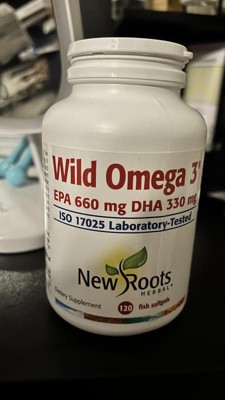 Wild Omega 3
EPA 660 mg DHA 330 mg
ISO 17025 Laboratory-Tested
New Roots
HERBAL
Dietary Supplement
120 fish softgels